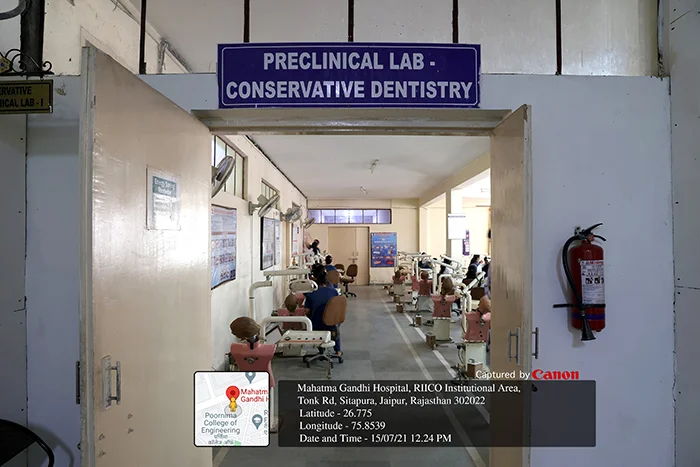 PRECLINICAL LAB -
CONSERVATIVE DENTISTRY
Captured by Canon
Mahatma Gandhi Hospital, RIICO Institutional Area,
Tonk Rd, Sitapura, Jaipur, Rajasthan 302022
Latitude - 26.775
Longitude - 75.8539
Date and Time - 15/07/21 12.24 PM
Mahatma
Gandhi H
Poornima
College of
Engineering